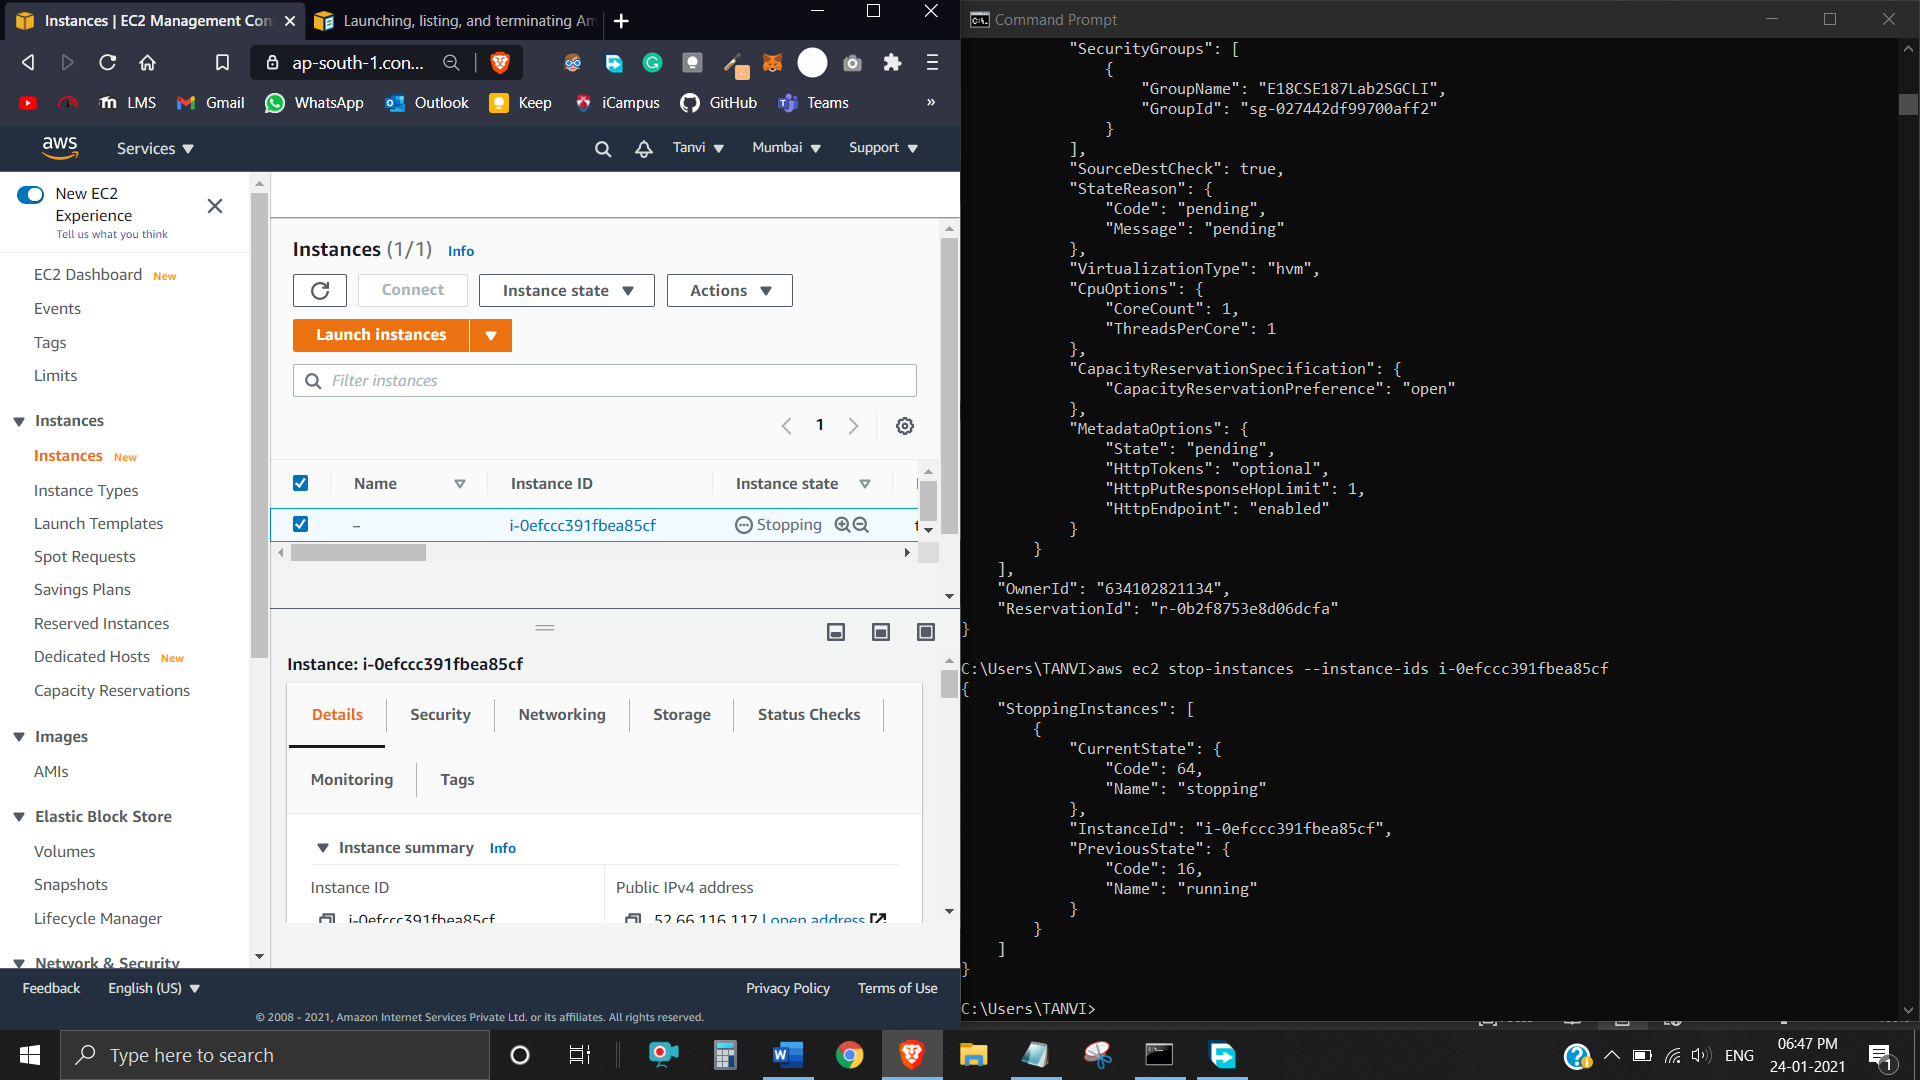 Instances | EC2 Management Con
Launching, listing, and terminating Am
ap-south-1.con...
LMS
Gmail
WhatsApp
Outlook
Keep
iCampus
GitHub
Teams
»
aws
Services
Tanvi
Mumbai
Support
New EC2
Experience
Tell us what you think
EC2 Dashboard New
Events
Tags
Limits
Instances
Instances New
Instance Types
Launch Templates
Spot Requests
Savings Plans
Reserved Instances
Dedicated Hosts New
Capacity Reservations
Images
AMIs
Elastic Block Store
Volumes
Snapshots
Lifecycle Manager
Network & Security
Instances (1/1) Info
Connect
Instance state
Actions
Launch instances
Filter instances
1
Name
Instance ID
Instance state
–
i-0efccc391fbea85cf
Stopping
Instance: i-0efccc391fbea85cf
Details
Security
Networking
Storage
Status Checks
Monitoring
Tags
Instance summary Info
Instance ID
Public IPv4 address
i-0efccc391fbea85cf
52.66.116.117 | open address
Feedback
English (US)
Privacy Policy
Terms of Use
© 2008 - 2021, Amazon Internet Services Private Ltd. or its affiliates. All rights reserved.
Command Prompt
"SecurityGroups": [
{
"GroupName": "E18CSE187Lab2SGCLI",
"GroupId": "sg-027442df99700aff2"
}
],
"SourceDestCheck": true,
"StateReason": {
"Code": "pending",
"Message": "pending"
},
"VirtualizationType": "hvm",
"CpuOptions": {
"CoreCount": 1,
"ThreadsPerCore": 1
},
"CapacityReservationSpecification": {
"CapacityReservationPreference": "open"
},
"MetadataOptions": {
"State": "pending",
"HttpTokens": "optional",
"HttpPutResponseHopLimit": 1,
"HttpEndpoint": "enabled"
}
}
],
"OwnerId": "634102821134",
"ReservationId": "r-0b2f8753e8d06dcfa"
}
C:\Users\TANVI>aws ec2 stop-instances --instance-ids i-0efccc391fbea85cf
{
"StoppingInstances": [
{
"CurrentState": {
"Code": 64,
"Name": "stopping"
},
"InstanceId": "i-0efccc391fbea85cf",
"PreviousState": {
"Code": 16,
"Name": "running"
}
}
]
}
C:\Users\TANVI>
Type here to search
ENG
06:47 PM
24-01-2021
1